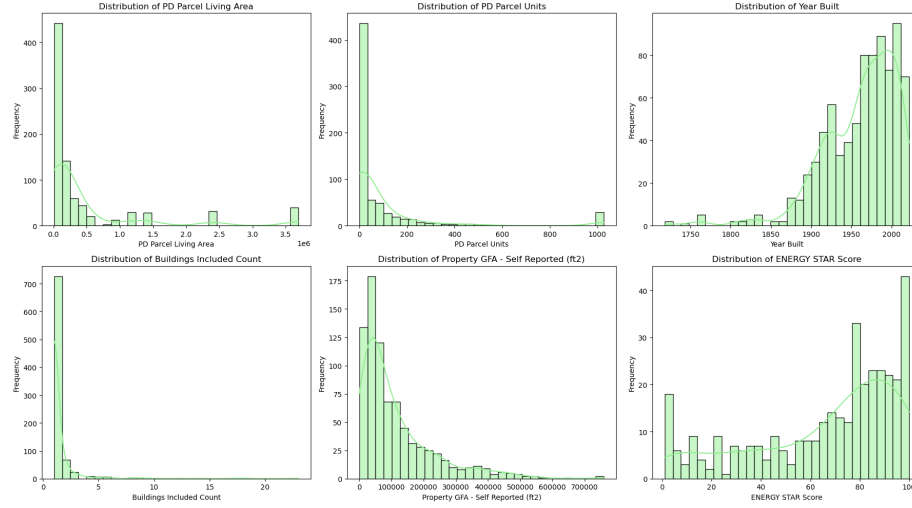 Distribution of PD Parcel Living Area
Frequency
400
300
200
100
0
0.0 0.5 1.0 1.5 2.0 2.5 3.0 3.5
1e6
PD Parcel Living Area
Distribution of PD Parcel Units
Frequency
400
300
200
100
0
0 200 400 600 800 1000
PD Parcel Units
Distribution of Year Built
Frequency
80
60
40
20
0
1750 1800 1850 1900 1950 2000
Year Built
Distribution of Buildings Included Count
Frequency
700
600
500
400
300
200
100
0
0 5 10 15 20
Buildings Included Count
Distribution of Property GFA - Self Reported (ft2)
Frequency
175
150
125
100
75
50
25
0
0 100000 200000 300000 400000 500000 600000 700000
Property GFA - Self Reported (ft2)
Distribution of ENERGY STAR Score
Frequency
40
30
20
10
0
0 20 40 60 80 100
ENERGY STAR Score